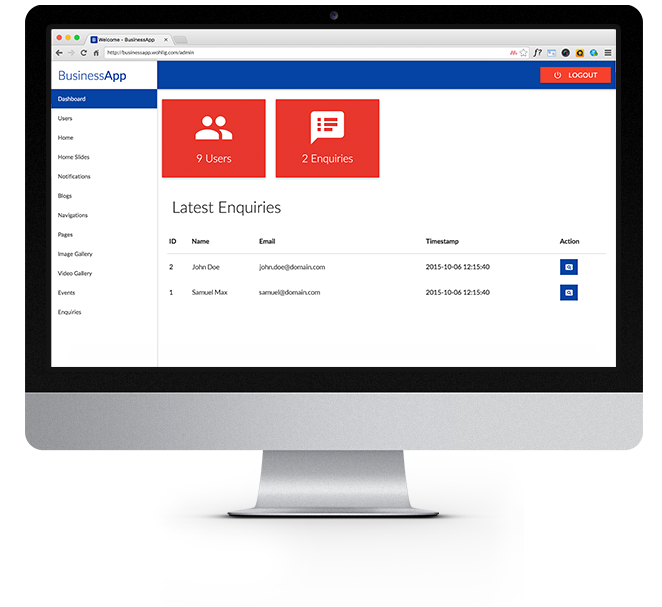 Welcome - BusinessApp
http://businessapp.wohlig.com/admin
BusinessApp
LOGOUT
Dashboard
Users
Home
Home Slides
Notifications
Blogs
Navigations
Pages
Image Gallery
Video Gallery
Events
Enquiries
9 Users
2 Enquiries
Latest Enquiries
ID Name Email Timestamp Action
2 John Doe john.doe@domain.com 2015-10-06 12:15:40
1 Samuel Max samuel@domain.com 2015-10-06 12:15:40